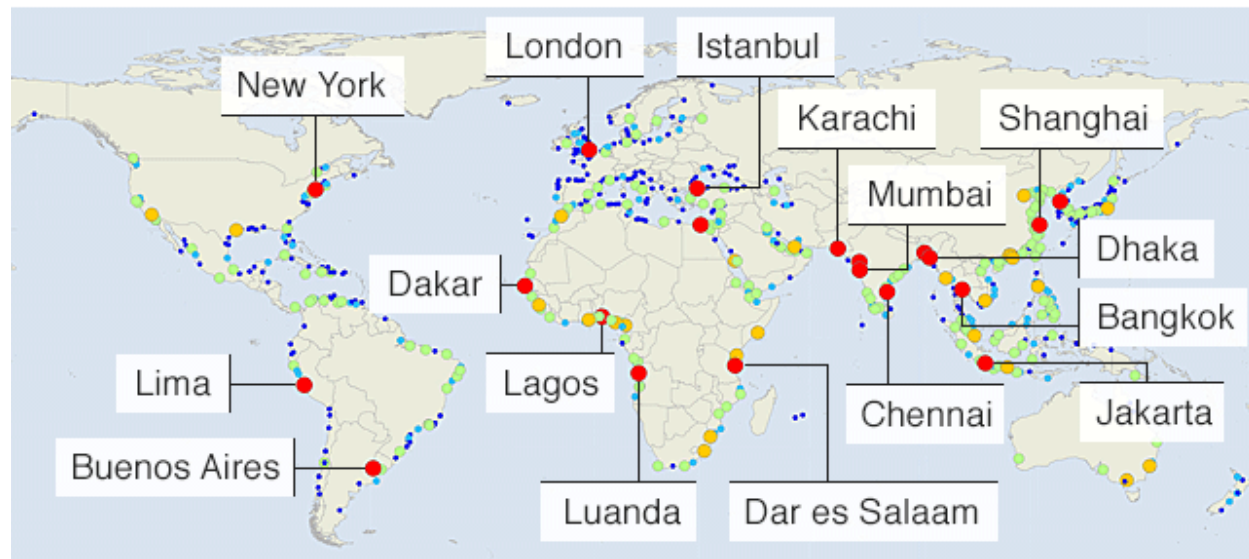 London
Istanbul
New York
Karachi
Shanghai
Mumbai
Dhaka
Dakar
Bangkok
Lima
Lagos
Chennai
Jakarta
Buenos Aires
Luanda
Dar es Salaam